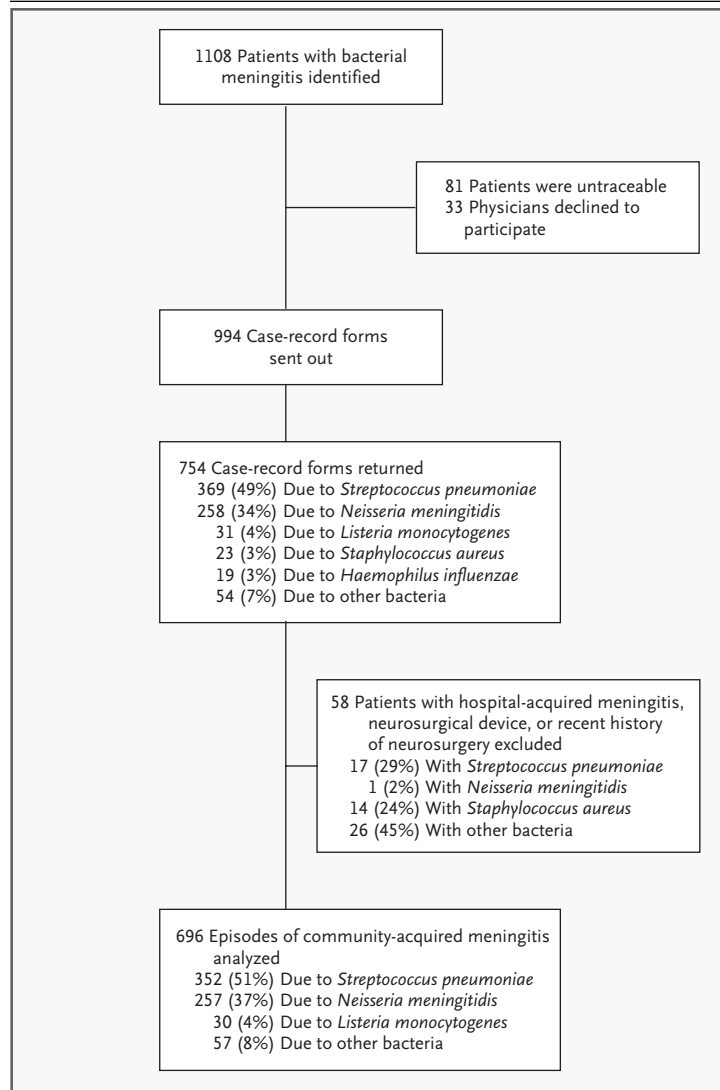 1108 Patients with bacterial
meningitis identified
81 Patients were untraceable
33 Physicians declined to
participate
994 Case-record forms
sent out
754 Case-record forms returned
369 (49%) Due to Streptococcus pneumoniae
258 (34%) Due to Neisseria meningitidis
31 (4%) Due to Listeria monocytogenes
23 (3%) Due to Staphylococcus aureus
19 (3%) Due to Haemophilus influenzae
54 (7%) Due to other bacteria
58 Patients with hospital-acquired meningitis,
neurosurgical device, or recent history
of neurosurgery excluded
17 (29%) With Streptococcus pneumoniae
1 (2%) With Neisseria meningitidis
14 (24%) With Staphylococcus aureus
26 (45%) With other bacteria
696 Episodes of community-acquired meningitis
analyzed
352 (51%) Due to Streptococcus pneumoniae
257 (37%) Due to Neisseria meningitidis
30 (4%) Due to Listeria monocytogenes
57 (8%) Due to other bacteria